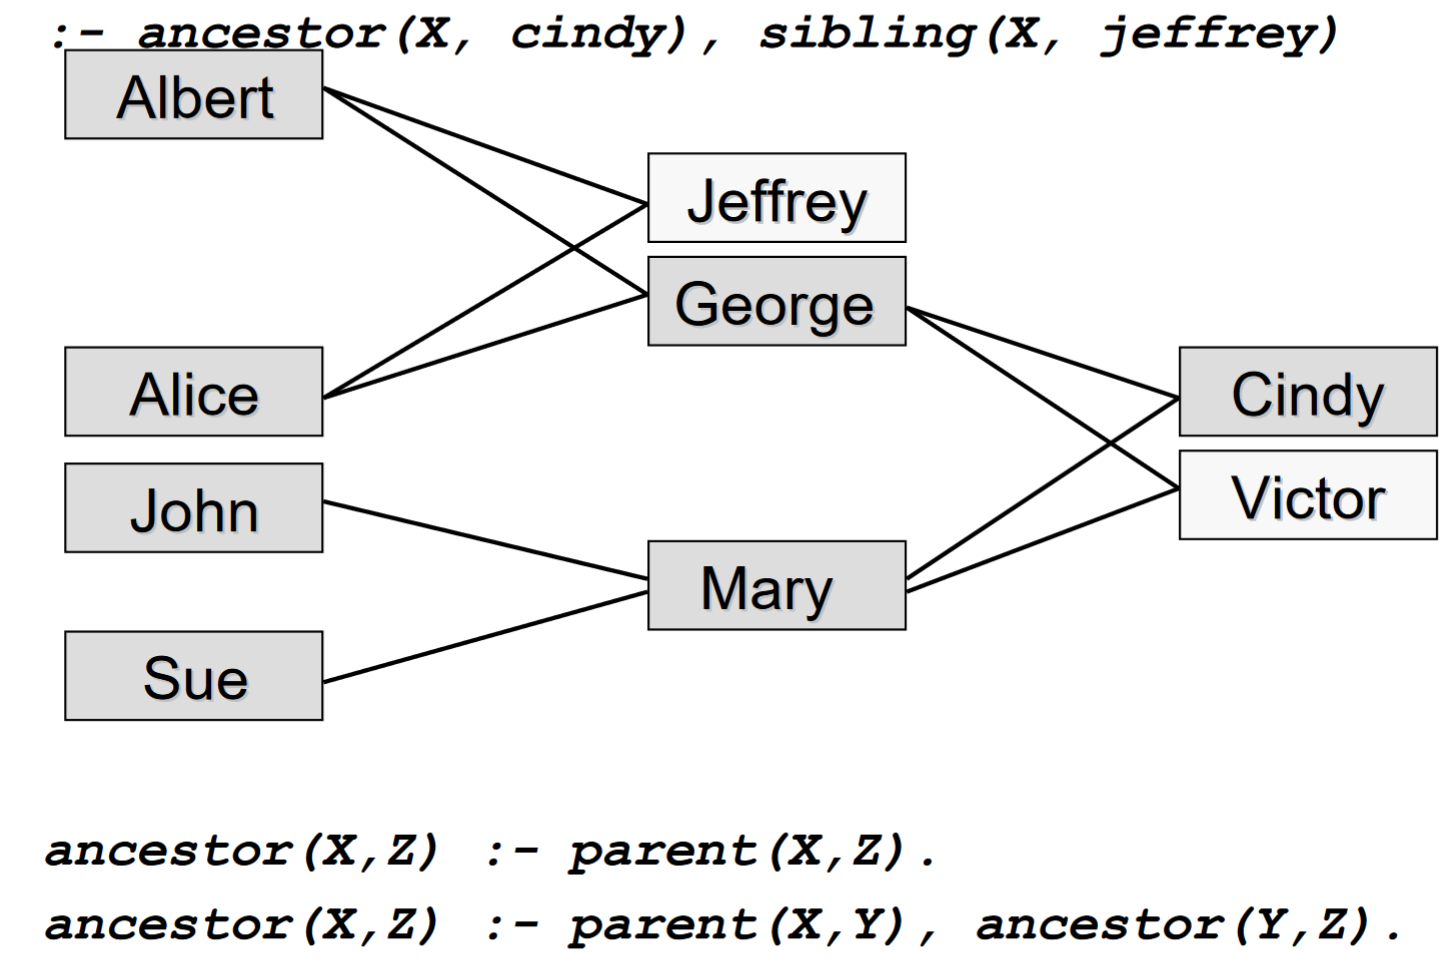 :- ancestor(X, cindy), sibling(X, jeffrey)
Albert
Jeffrey
George
Alice
Cindy
Victor
John
Mary
Sue
ancestor(X,Z) :- parent(X,Z).
ancestor(X,Z) :- parent(X,Y), ancestor(Y,Z).